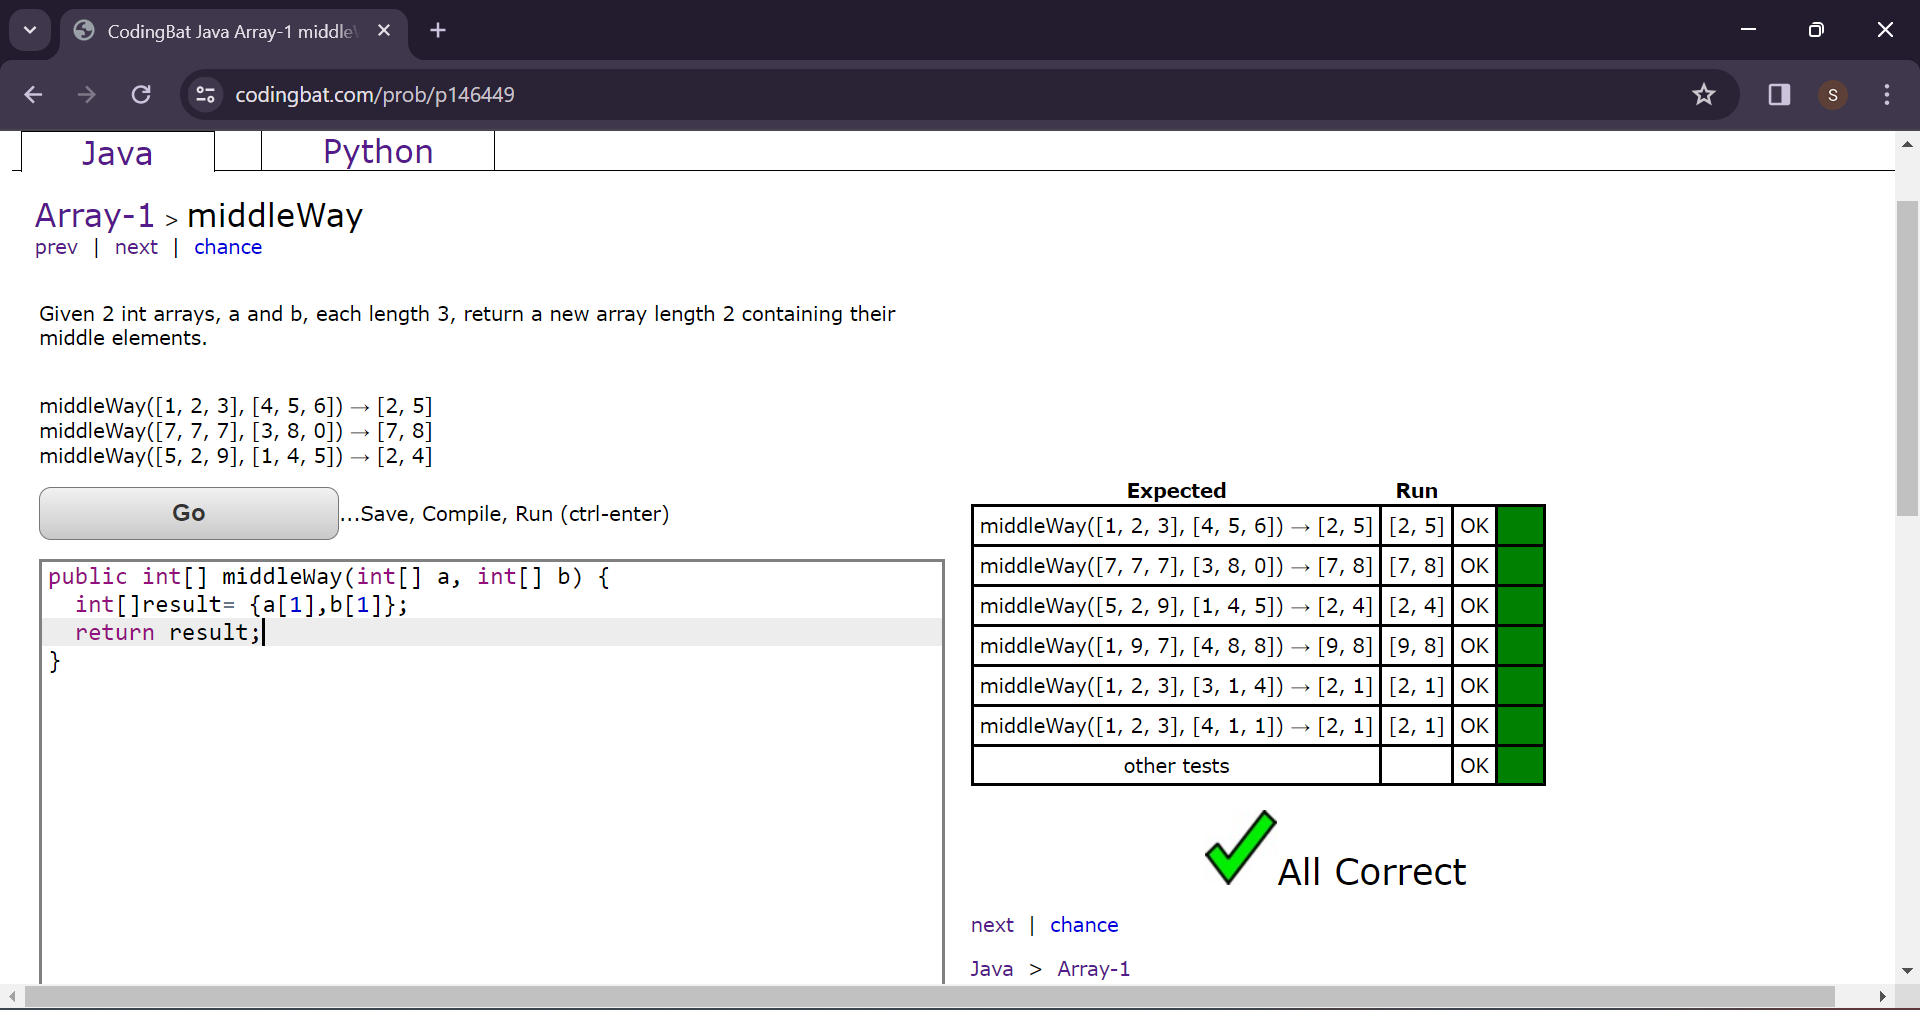 CodingBat Java Array-1 middle
codingbat.com/prob/p146449
S
Java
Python
Array-1 > middleWay
prev | next | chance
Given 2 int arrays, a and b, each length 3, return a new array length 2 containing their
middle elements.
middleWay([1, 2, 3], [4, 5, 6]) → [2, 5]
middleWay([7, 7, 7], [3, 8, 0]) → [7, 8]
middleWay([5, 2, 9], [1, 4, 5]) → [2, 4]
Go ...Save, Compile, Run (ctrl-enter)
public int[] middleWay(int[] a, int[] b) {
  int[]result= {a[1],b[1]};
  return result;
}
Expected Run
middleWay([1, 2, 3], [4, 5, 6]) → [2, 5] [2, 5] OK
middleWay([7, 7, 7], [3, 8, 0]) → [7, 8] [7, 8] OK
middleWay([5, 2, 9], [1, 4, 5]) → [2, 4] [2, 4] OK
middleWay([1, 9, 7], [4, 8, 8]) → [9, 8] [9, 8] OK
middleWay([1, 2, 3], [3, 1, 4]) → [2, 1] [2, 1] OK
middleWay([1, 2, 3], [4, 1, 1]) → [2, 1] [2, 1] OK
other tests OK
All Correct
next | chance
Java > Array-1